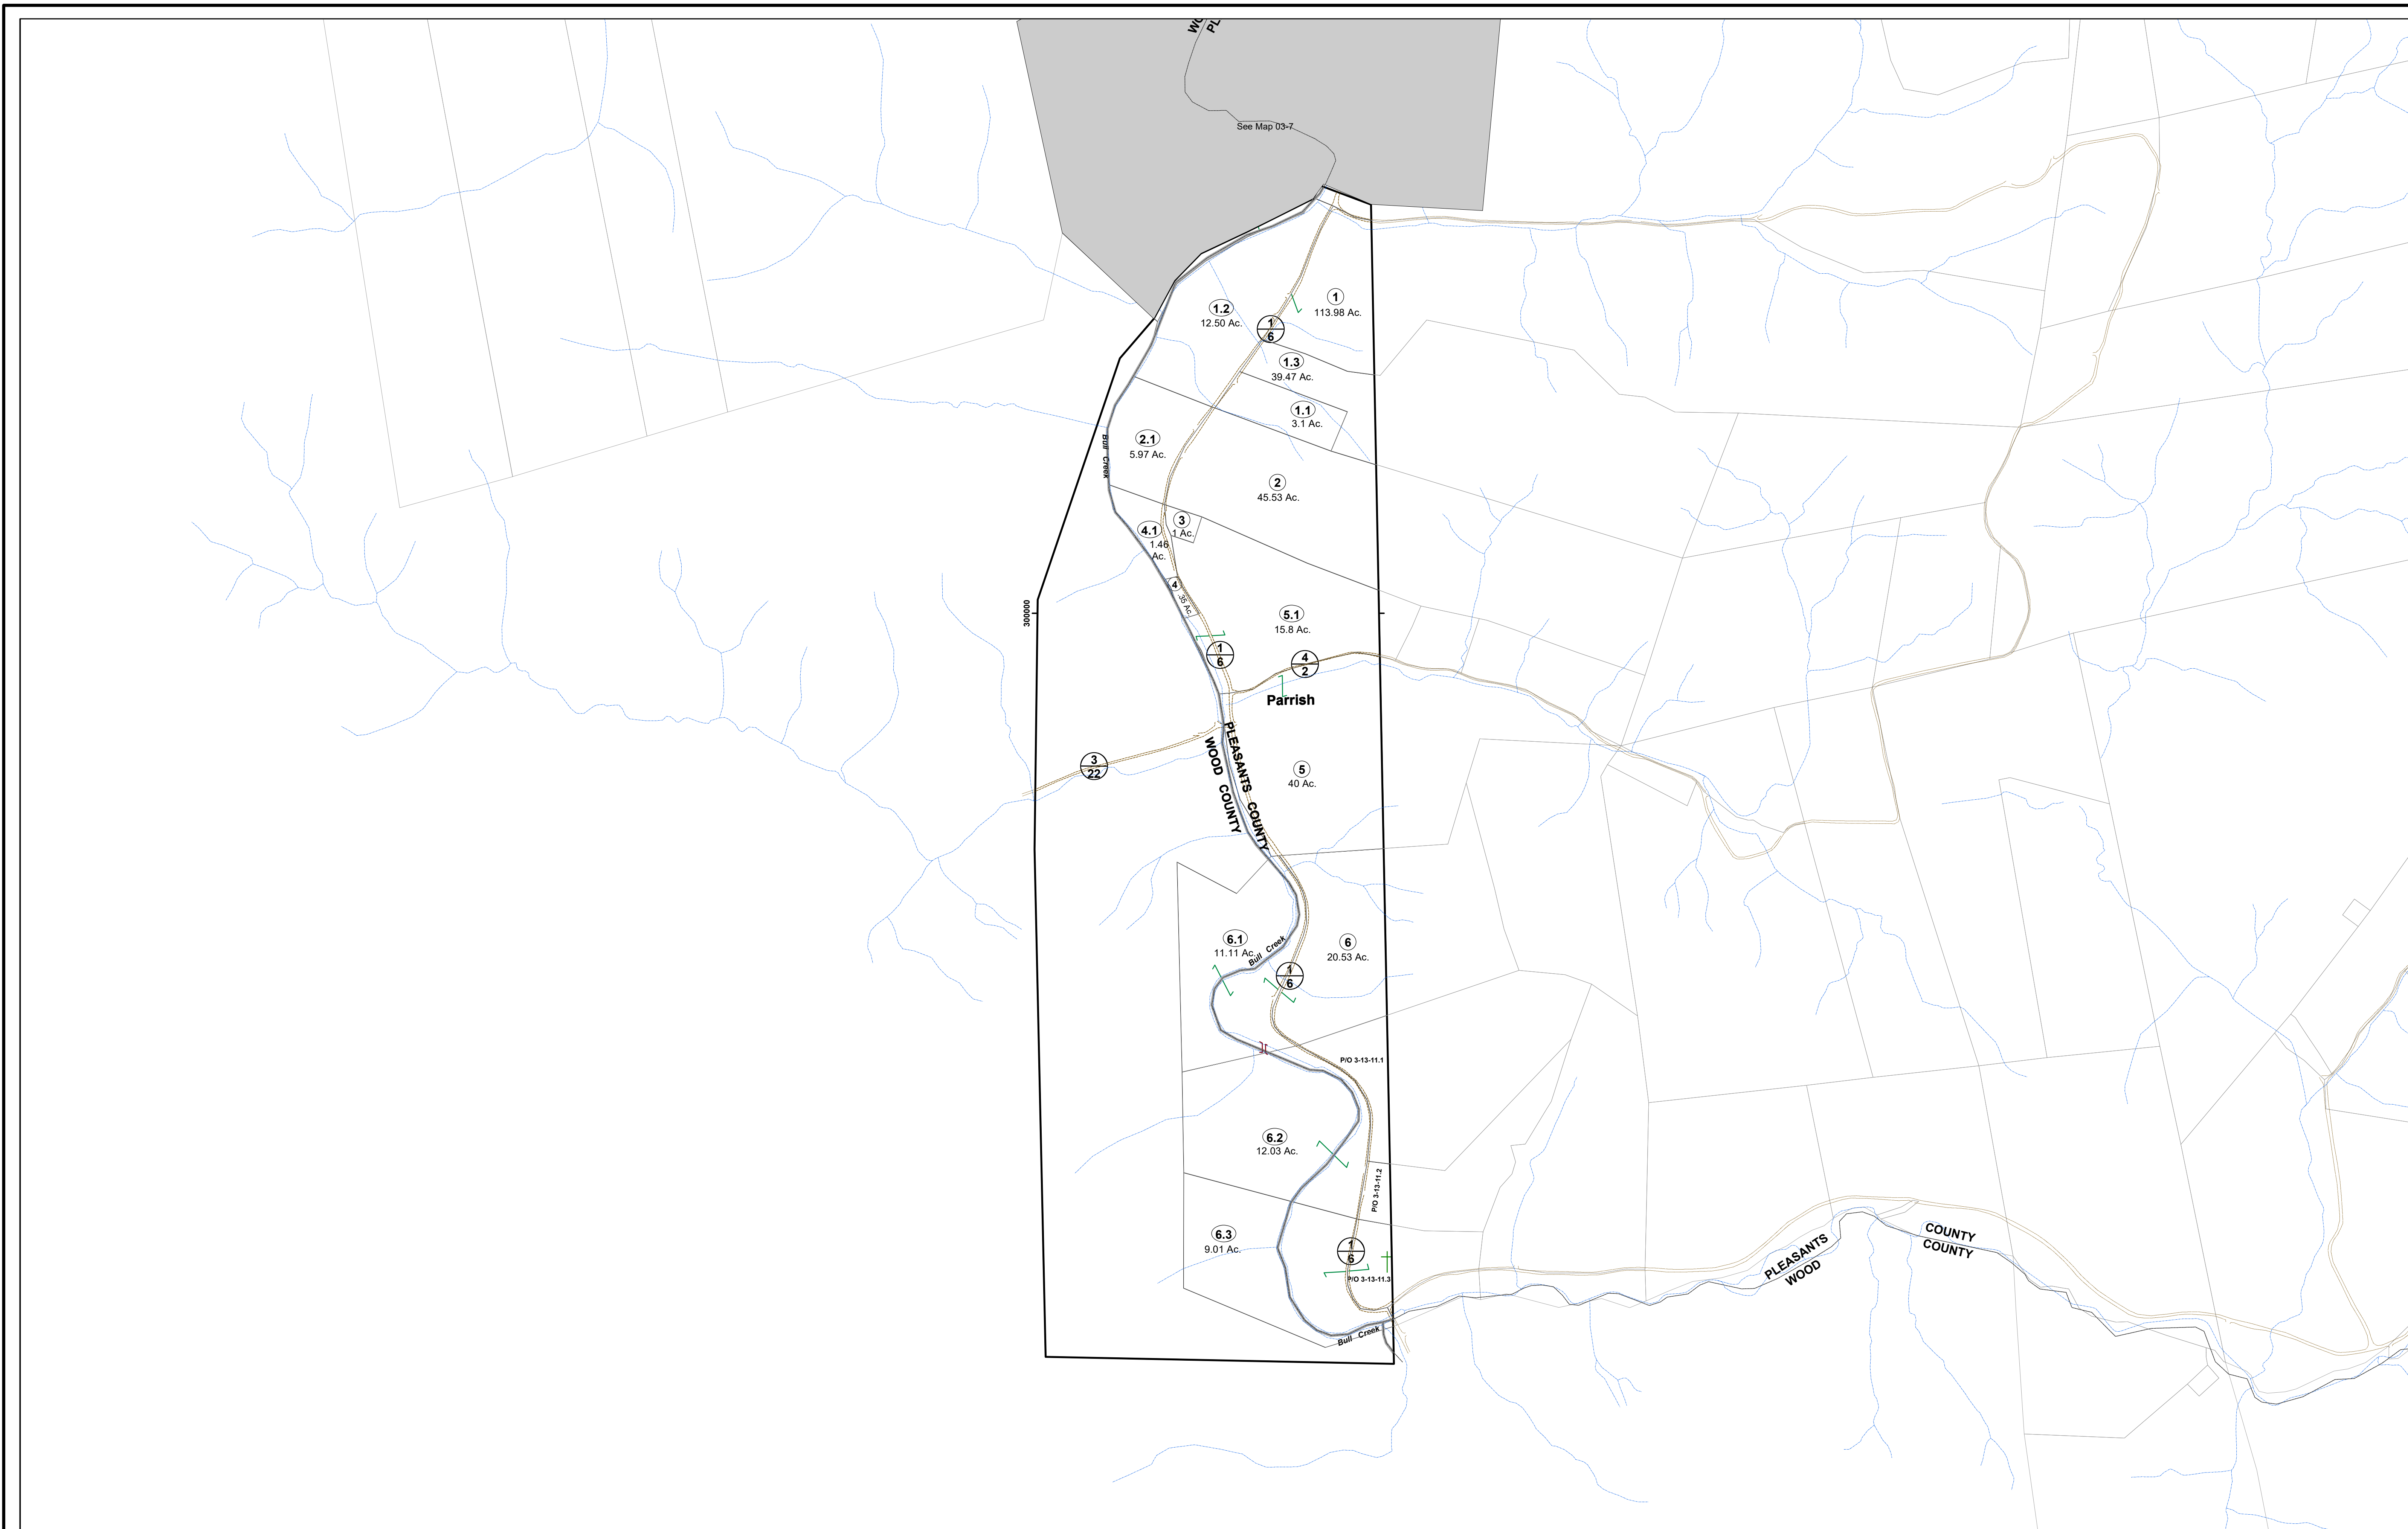 See Map 03-7
1
113.98 Ac.
1.2
12.50 Ac.
1
6
1.3
39.47 Ac.
1.1
3.1 Ac.
2.1
5.97 Ac.
Bull Creek
2
45.53 Ac.
3
1 Ac.
4.1
1.46
Ac.
4
.35 Ac.
300000
5.1
15.8 Ac.
1
6
4
2
Parrish
PLEASANTS COUNTY
WOOD COUNTY
3
22
5
40 Ac.
6.1
11.11 Ac.
Bull Creek
6
20.53 Ac.
1
6
P/O 3-13-11.1
6.2
12.03 Ac.
P/O 3-13-11.2
6.3
9.01 Ac.
1
6
P/O 3-13-11.3
Bull Creek
PLEASANTS COUNTY
WOOD COUNTY